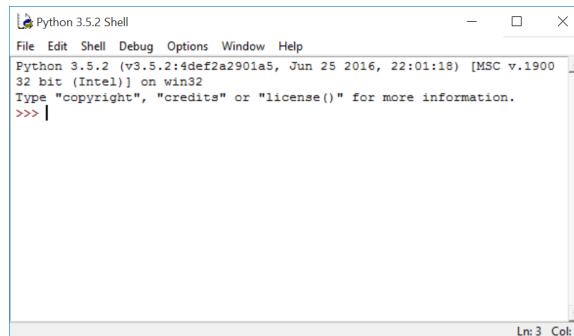 Python 3.5.2 Shell
File Edit Shell Debug Options Window Help
Python 3.5.2 (v3.5.2:4def2a2901a5, Jun 25 2016, 22:01:18) [MSC v.1900
32 bit (Intel)] on win32
Type "copyright", "credits" or "license()" for more information.
>>>
Ln: 3 Col: